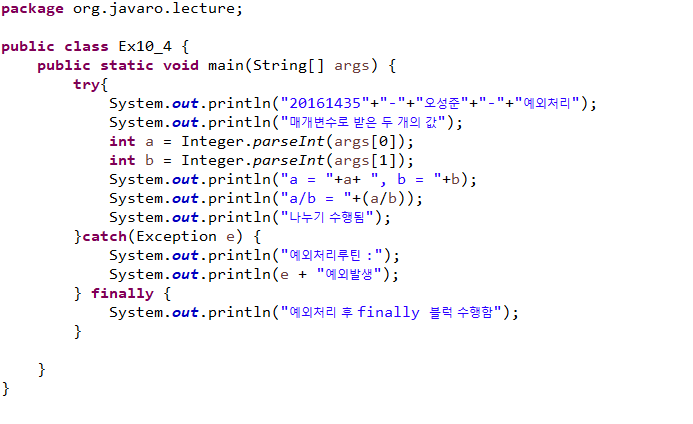 package org.javaro.lecture;
public class Ex10_4 {
public static void main(String[] args) {
try{
System.out.println("20161435"+"-"+"오성준"+"-"+"예외처리");
System.out.println("매개변수로 받은 두 개의 값");
int a = Integer.parseInt(args[0]);
int b = Integer.parseInt(args[1]);
System.out.println("a = "+a+ ", b = "+b);
System.out.println("a/b = "+(a/b));
System.out.println("나누기 수행됨");
}catch(Exception e) {
System.out.println("예외처리루틴 :");
System.out.println(e + "예외발생");
} finally {
System.out.println("예외처리 후 finally 블럭 수행함");
}
}
}